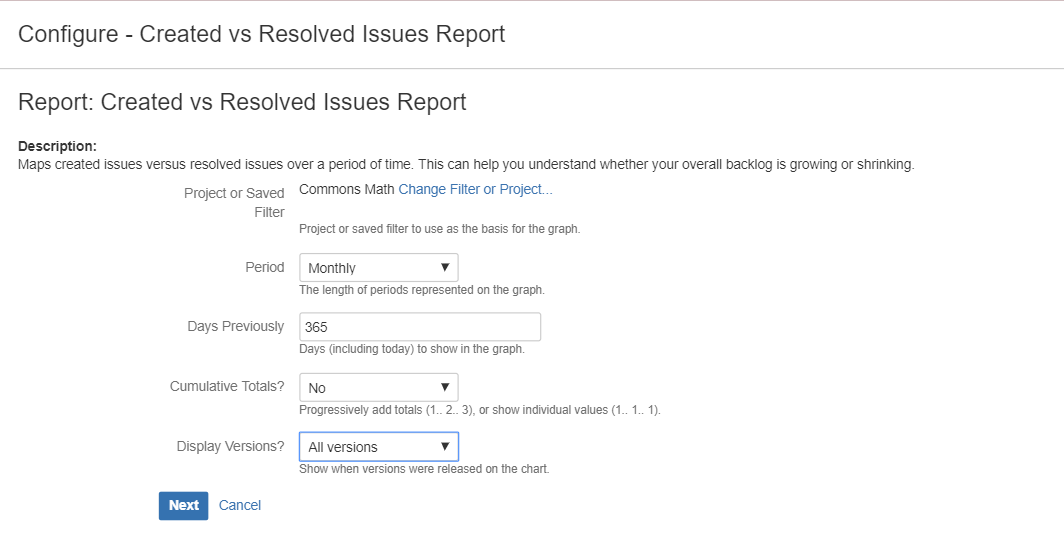 Configure - Created vs Resolved Issues Report
Report: Created vs Resolved Issues Report
Description:
Maps created issues versus resolved issues over a period of time. This can help you understand whether your overall backlog is growing or shrinking.
Project or Saved Filter
Commons Math Change Filter or Project...
Project or saved filter to use as the basis for the graph.
Period
Monthly
The length of periods represented on the graph.
Days Previously
365
Days (including today) to show in the graph.
Cumulative Totals?
No
Progressively add totals (1.. 2.. 3), or show individual values (1.. 1.. 1).
Display Versions?
All versions
Show when versions were released on the chart.
Next Cancel